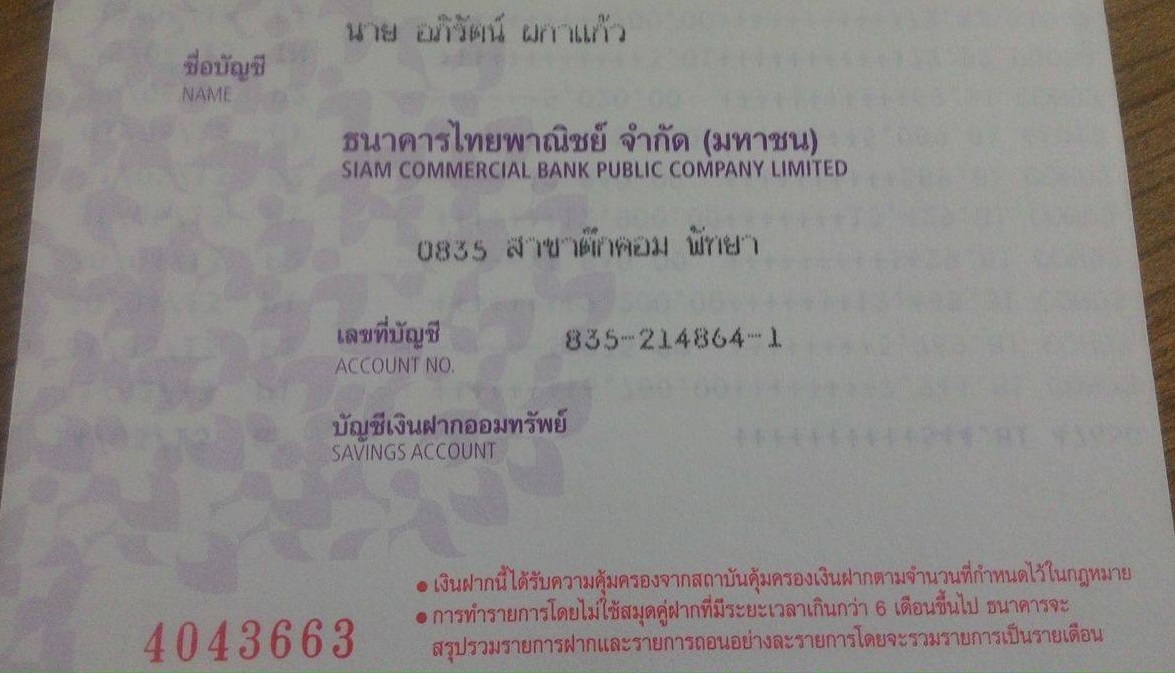 นาย อภิรัตน์ ผกาแก้ว
ชื่อบัญชี
NAME
ธนาคารไทยพาณิชย์ จำกัด (มหาชน)
SIAM COMMERCIAL BANK PUBLIC COMPANY LIMITED
0835 สาขาตึกคอม พัทยา
เลขที่บัญชี 835-214864-1
ACCOUNT NO.
บัญชีเงินฝากออมทรัพย์
SAVINGS ACCOUNT
• เงินฝากนี้ได้รับความคุ้มครองจากสถาบันคุ้มครองเงินฝากตามจำนวนที่กำหนดไว้ในกฎหมาย
• การทำรายการโดยไม่ใช้สมุดคู่ฝากที่มีระยะเวลาเกินกว่า 6 เดือนขึ้นไป ธนาคารจะ
สรุปรวมรายการฝากและรายการถอนอย่างละรายการโดยจะรวมรายการเป็นรายเดือน
4043663